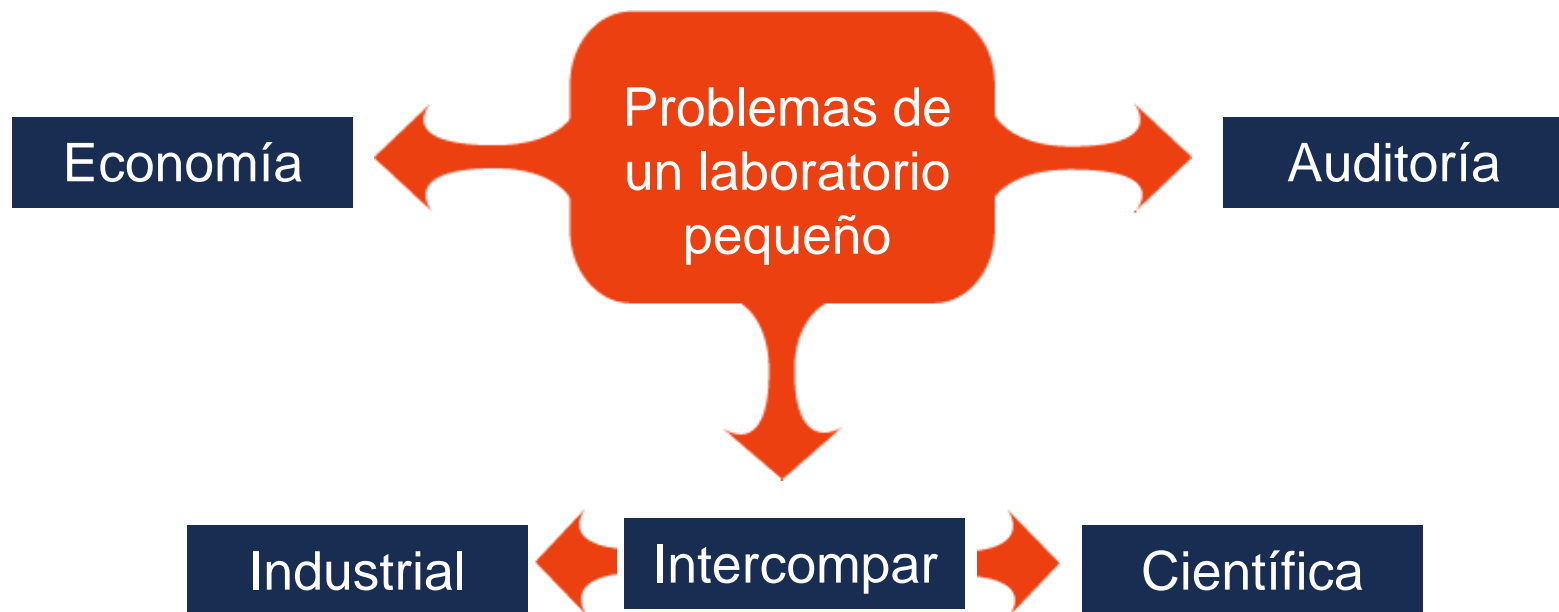 Problemas de
un laboratorio
pequeño
Economía
Auditoría
Industrial
Intercompar
Científica